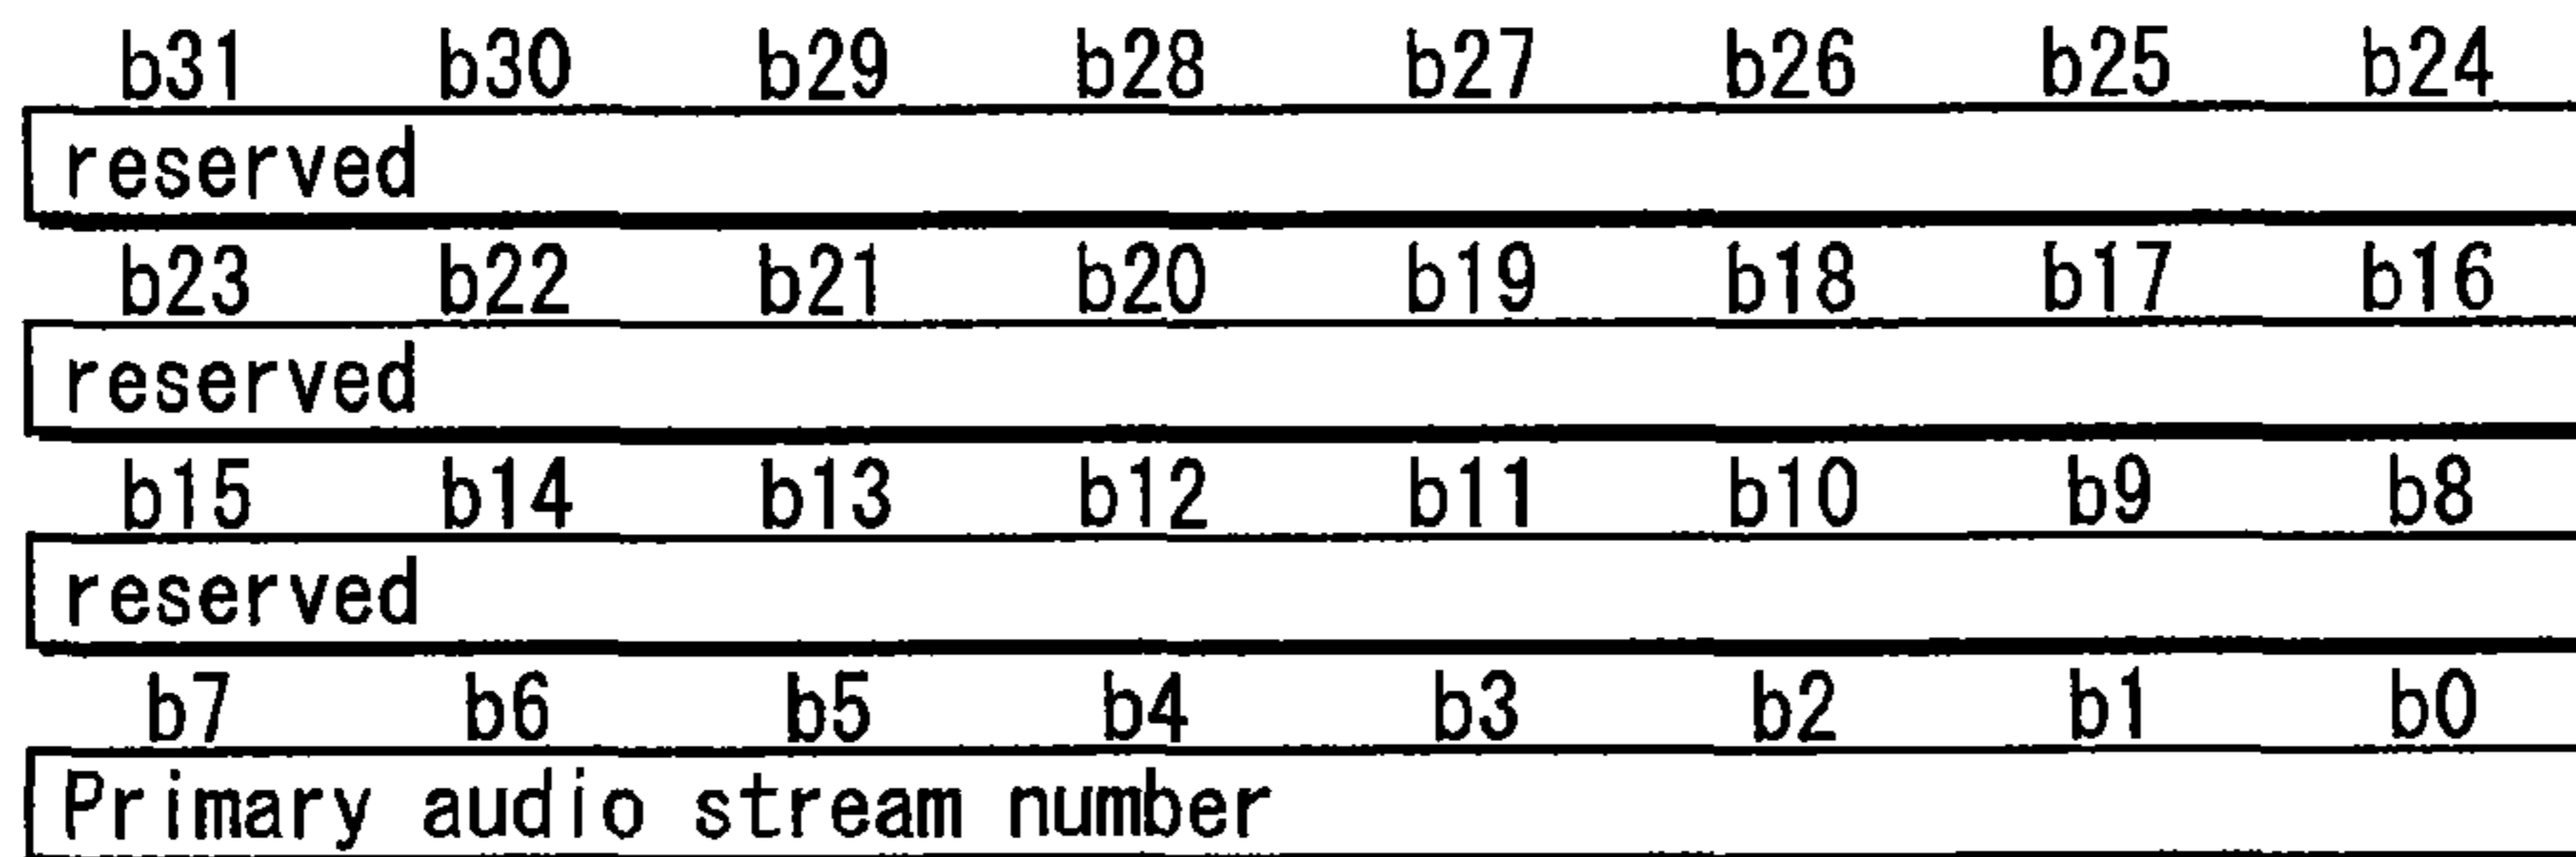 b31 b30 b29 b28 b27 b26 b25 b24
reserved
b23 b22 b21 b20 b19 b18 b17 b16
reserved
b15 b14 b13 b12 b11 b10 b9 b8
reserved
b7 b6 b5 b4 b3 b2 b1 b0
Primary audio stream number